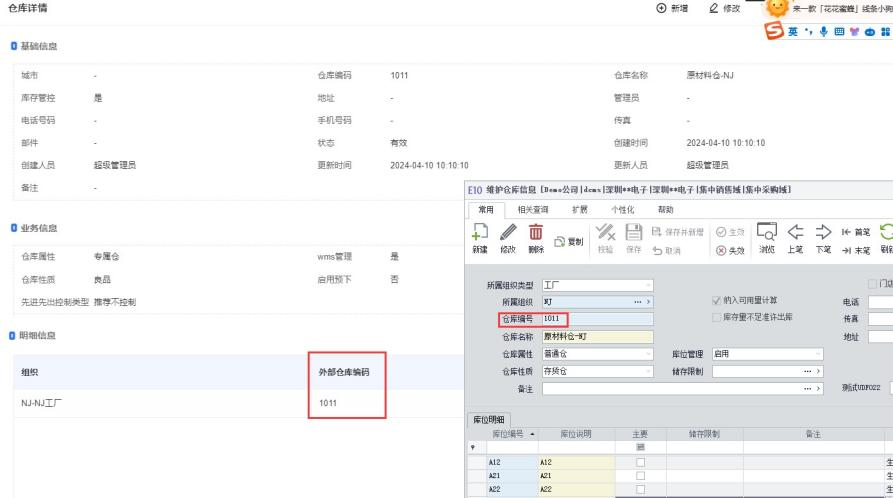 仓库详情 新增 修改 来一款「花花蜜蜂」线条小狗
英
基础信息
城市 - 仓库编码 1011 仓库名称 原材料仓-NJ
库存管控 是 地址 - 管理员 -
电话号码 - 手机号码 - 传真 -
邮件 - 状态 有效 创建时间 2024-04-10 10:10:10
创建人员 超级管理员 更新时间 2024-04-10 10:10:10 更新人员 超级管理员
备注 -
业务信息
仓库属性 专属仓 wms管理 是
仓库性质 良品 启用预下 否
先进先出控制类型 推荐不控制
明细信息
组织 外部仓库编码
NJ-NJ工厂 1011
E10 维护仓库信息 [Demo公司|dcmx|深圳**电子|深圳**电子|集中销售域|集中采购域]
常用 相关查询 扩展 个性化 帮助
新建 修改 删除 复制 校验 保存 保存并新增 取消 生效 失效 浏览 上笔 下笔 首笔 末笔 刷新
所属组织类型 工厂 门店
所属组织 NJ 纳入可用量计算 电话
仓库编号 1011 库存量不足准许出库 传真
仓库名称 原材料仓-NJ 地址
仓库属性 普通仓 库位管理 启用
仓库性质 存货仓 储存限制
备注 测试UDF022
库位明细
库位编号 库位说明 主要 储存限制 备注
A12 A12 生
A21 A21 生
A22 A22 生